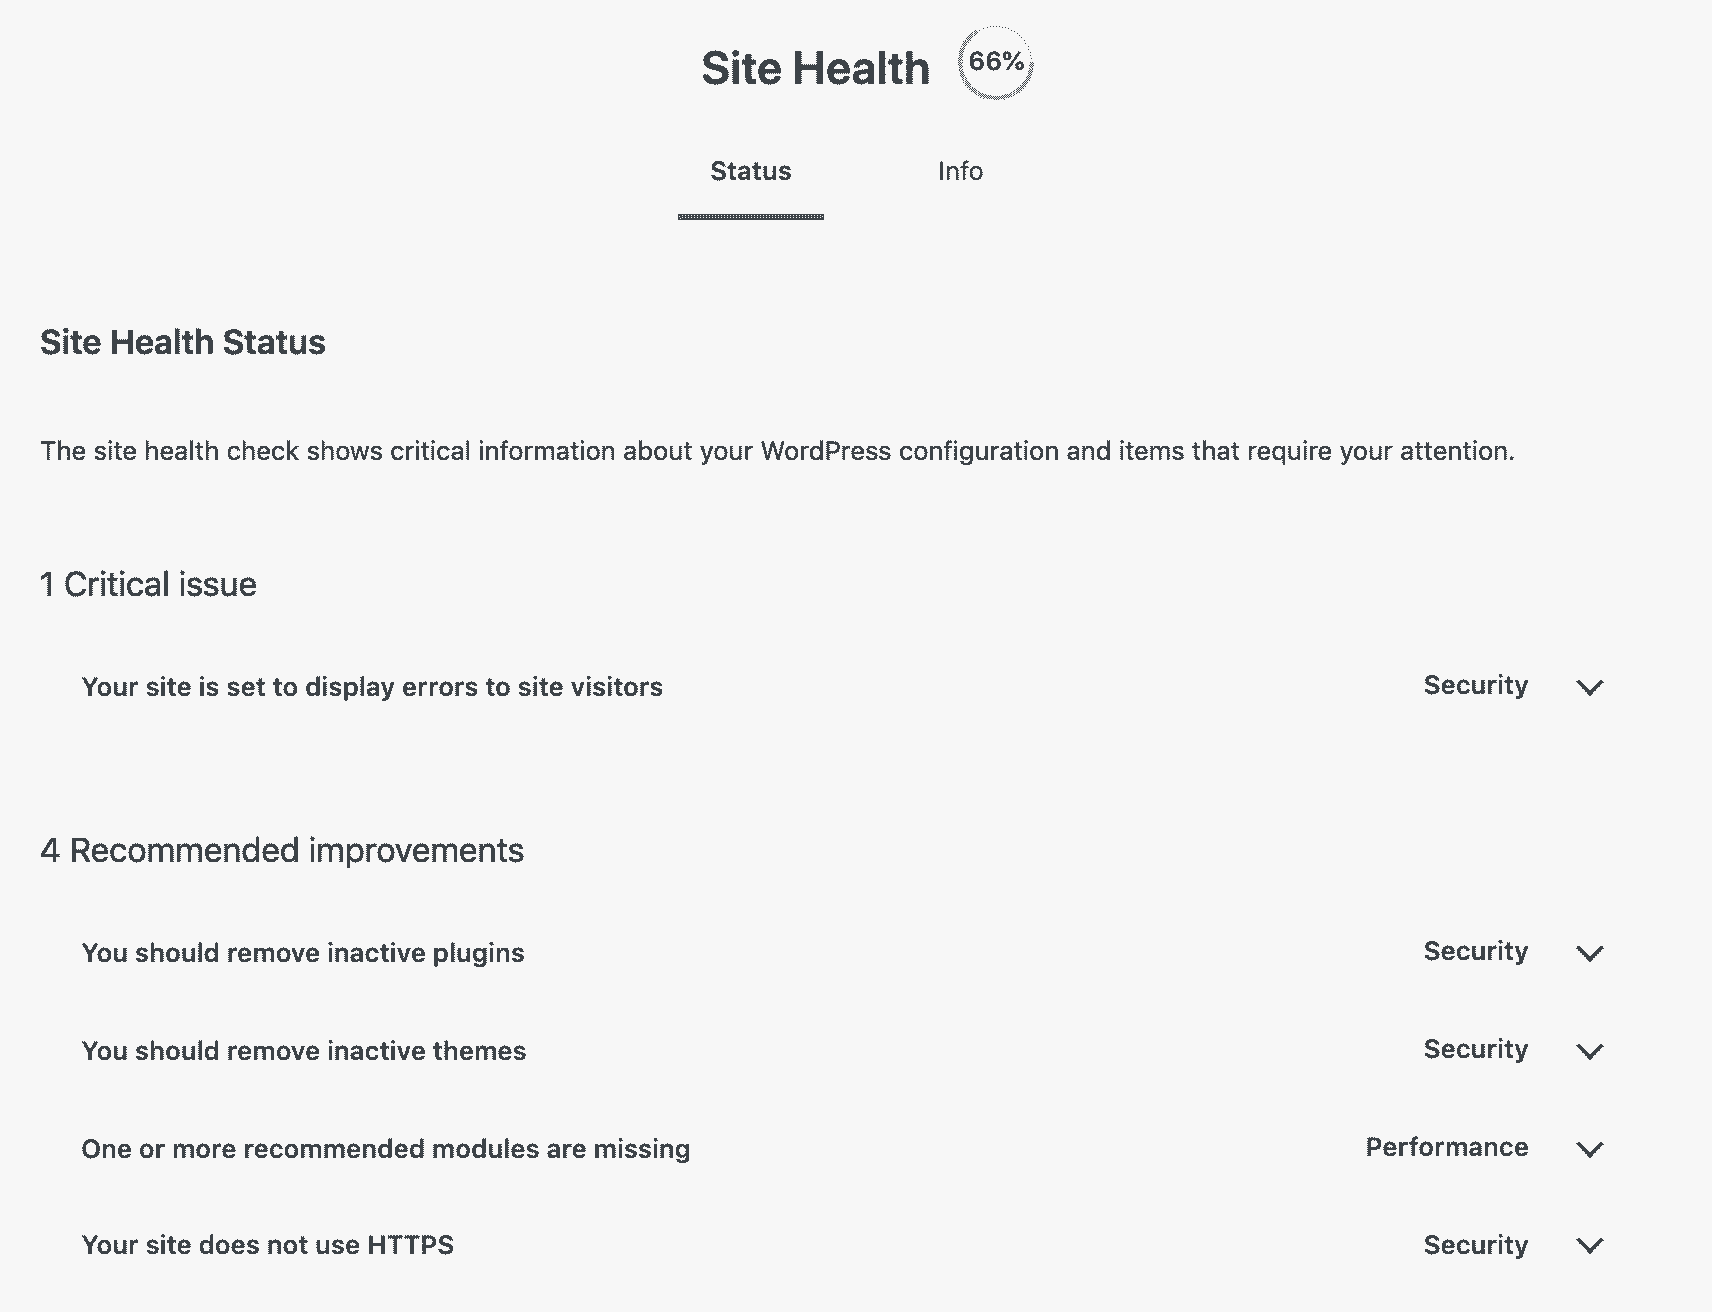 Site Health 66%
Status Info
Site Health Status
The site health check shows critical information about your WordPress configuration and items that require your attention.
1 Critical issue
Your site is set to display errors to site visitors Security
4 Recommended improvements
You should remove inactive plugins Security
You should remove inactive themes Security
One or more recommended modules are missing Performance
Your site does not use HTTPS Security